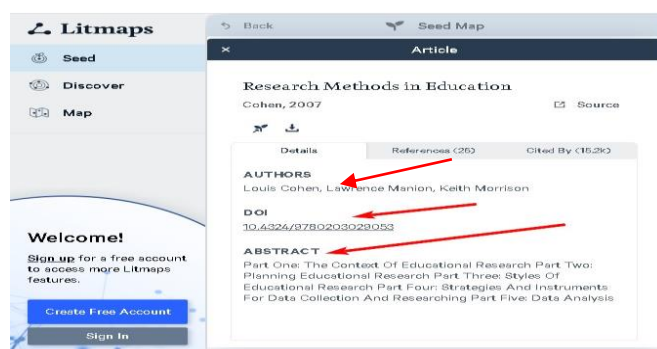 Litmaps
Seed
Discover
Map
Welcome!
Sign up for a free account
to access more Litmaps
features.
Create Free Account
Sign In
Back
Seed Map
× Article
Research Methods in Education
Cohen, 2007
Source
Details References (25) Cited By (15.2k)
AUTHORS
Louis Cohen, Lawrence Manion, Keith Morrison
DOI
10.4324/9780203029053
ABSTRACT
Part One: The Context Of Educational Research Part Two:
Planning Educational Research Part Three: Styles Of
Educational Research Part Four: Strategies And Instruments
For Data Collection And Researching Part Five: Data Analysis